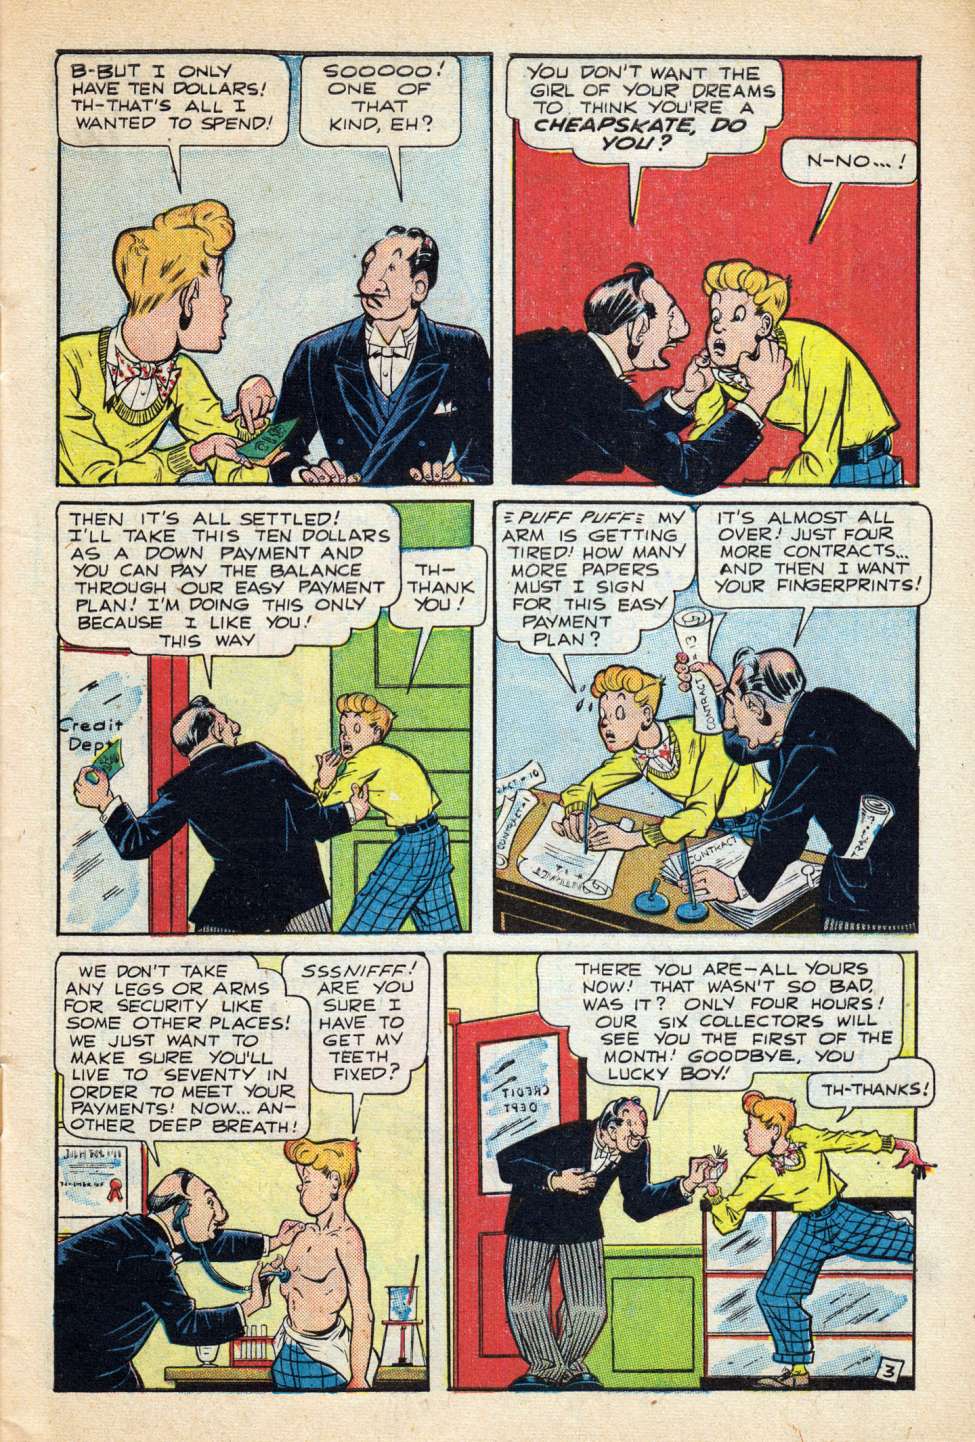 B-BUT I ONLY
HAVE TEN DOLLARS!
TH-THAT'S ALL I
WANTED TO SPEND!
SOOOOO!
ONE OF
THAT
KIND, EH?
YOU DON'T WANT THE
GIRL OF YOUR DREAMS
TO THINK YOU'RE A
CHEAPSKATE, DO
YOU?
N-NO...!
THEN IT'S ALL SETTLED!
I'LL TAKE THIS TEN DOLLARS
AS A DOWN PAYMENT AND
YOU CAN PAY THE BALANCE
THROUGH OUR EASY PAYMENT
PLAN! I'M DOING THIS ONLY
BECAUSE I LIKE YOU!
THIS WAY
TH-
THANK
YOU!
Credit
Dept
PUFF PUFF MY
ARM IS GETTING
TIRED! HOW MANY
MORE PAPERS
MUST I SIGN
FOR THIS EASY
PAYMENT
PLAN?
IT'S ALMOST ALL
OVER! JUST FOUR
MORE CONTRACTS...
AND THEN I WANT
YOUR FINGERPRINTS!
CONTRACT - 13
CONTRACT
WE DON'T TAKE
ANY LEGS OR ARMS
FOR SECURITY LIKE
SOME OTHER PLACES!
WE JUST WANT TO
MAKE SURE YOU'LL
LIVE TO SEVENTY IN
ORDER TO MEET YOUR
PAYMENTS! NOW... AN-
OTHER DEEP BREATH!
SSSNIFFF!
ARE YOU
SURE I
HAVE TO
GET MY
TEETH
FIXED?
THERE YOU ARE-ALL YOURS
NOW! THAT WASN'T SO BAD,
WAS IT? ONLY FOUR HOURS!
OUR SIX COLLECTORS WILL
SEE YOU THE FIRST OF THE
MONTH! GOODBYE, YOU
LUCKY BOY!
TH-THANKS!
CREDIT
DEPT
3